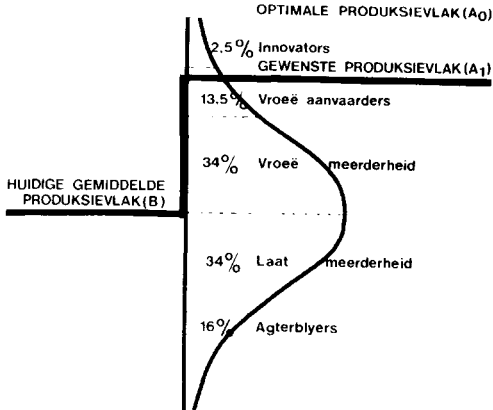 OPTIMALE PRODUKSIEVLAK(A₀)
2.5% Innovators
GEWENSTE PRODUKSIEVLAK(A₁)
13.5% Vroeë aanvaarders
34% Vroeë meerderheid
HUIDIGE GEMIDDELDE
PRODUKSIEVLAK(B)
34% Laat meerderheid
16% Agterblyers